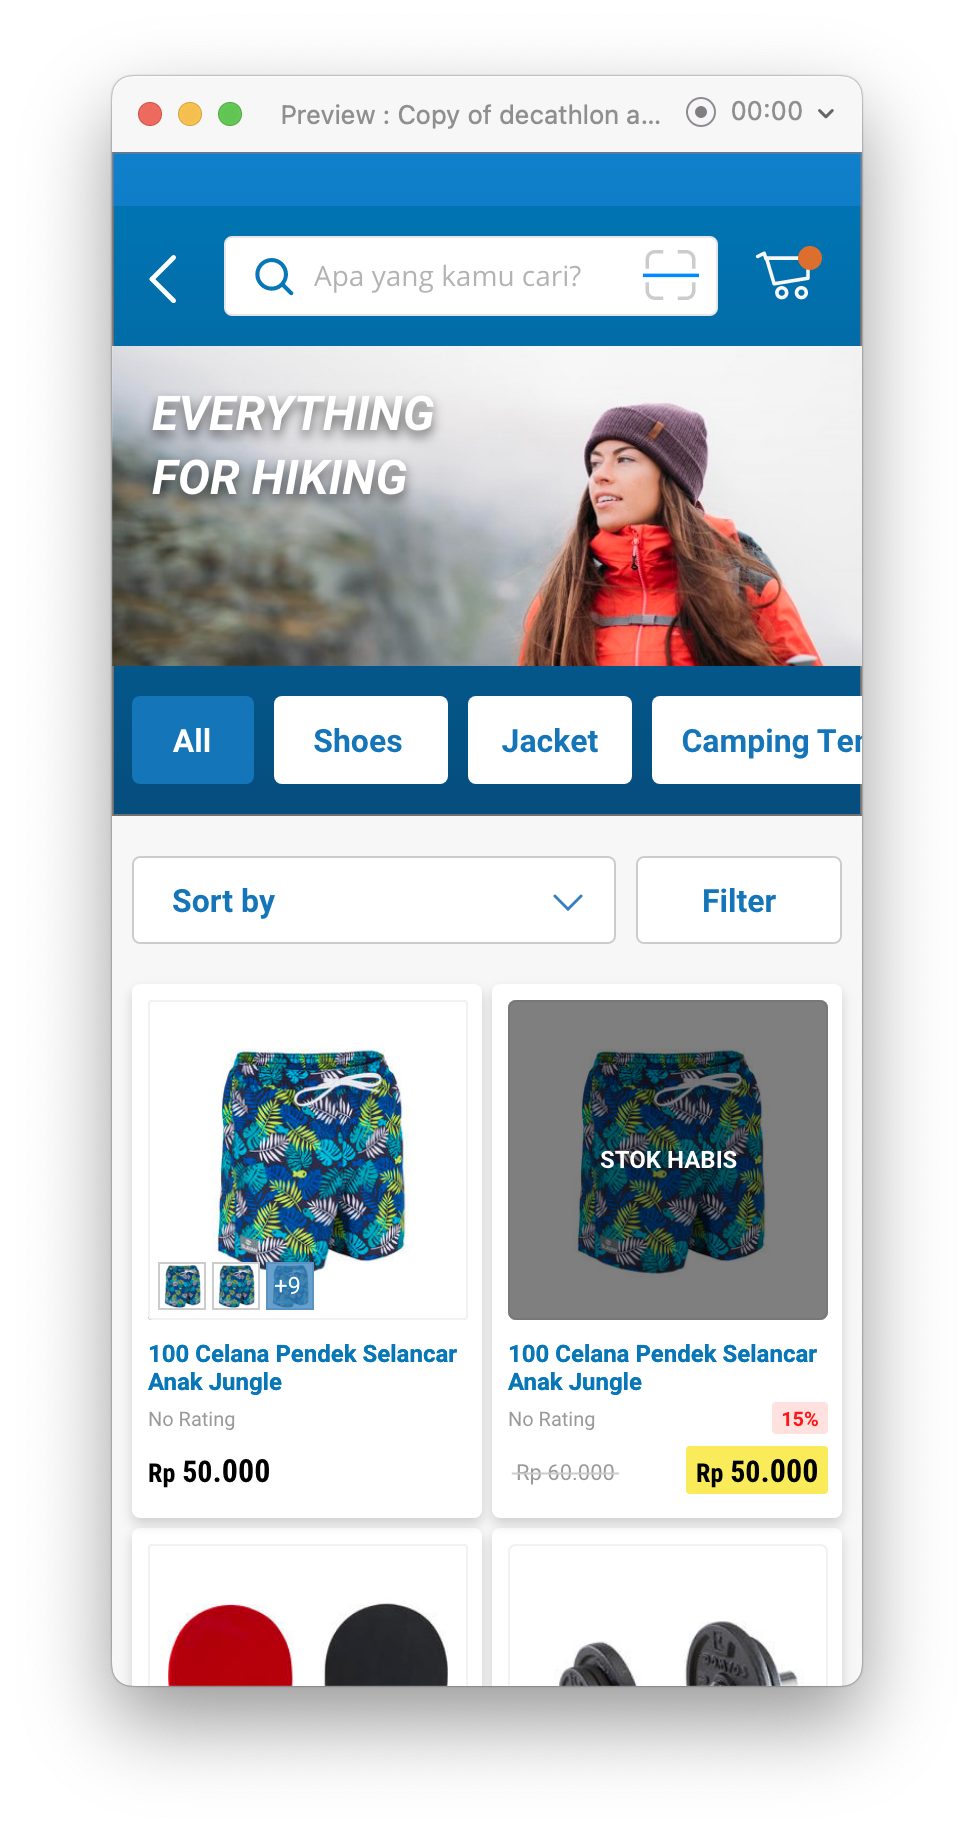 Preview : Copy of decathlon a...
00:00
Apa yang kamu cari?
EVERYTHING
FOR HIKING
All
Shoes
Jacket
Camping Ter
Sort by
Filter
STOK HABIS
+9
100 Celana Pendek Selancar
Anak Jungle
No Rating
Rp 50.000
100 Celana Pendek Selancar
Anak Jungle
No Rating
15%
Rp 60.000
Rp 50.000